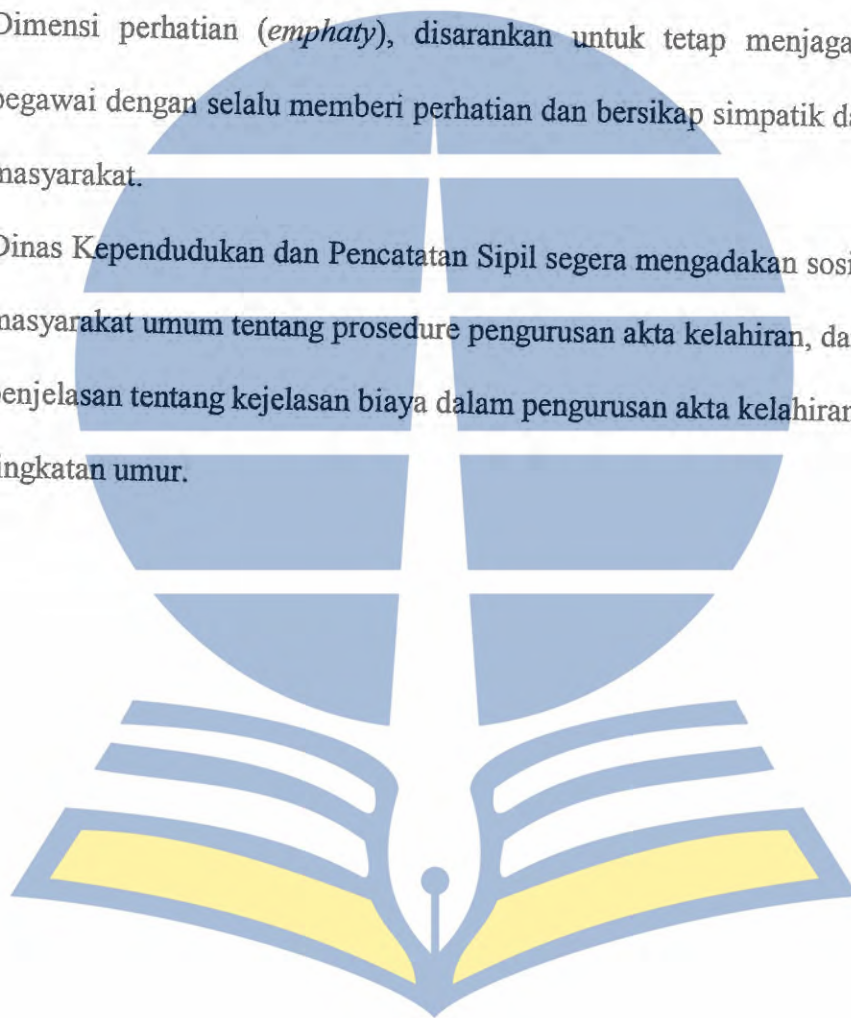 Dimensi perhatian (emphaty), disarankan untuk tetap menjaga
pegawai dengan selalu memberi perhatian dan bersikap simpatik da
masyarakat.
Dinas Kependudukan dan Pencatatan Sipil segera mengadakan sosi
masyarakat umum tentang prosedure pengurusan akta kelahiran, da
penjelasan tentang kejelasan biaya dalam pengurusan akta kelahiran
tingkatan umur.